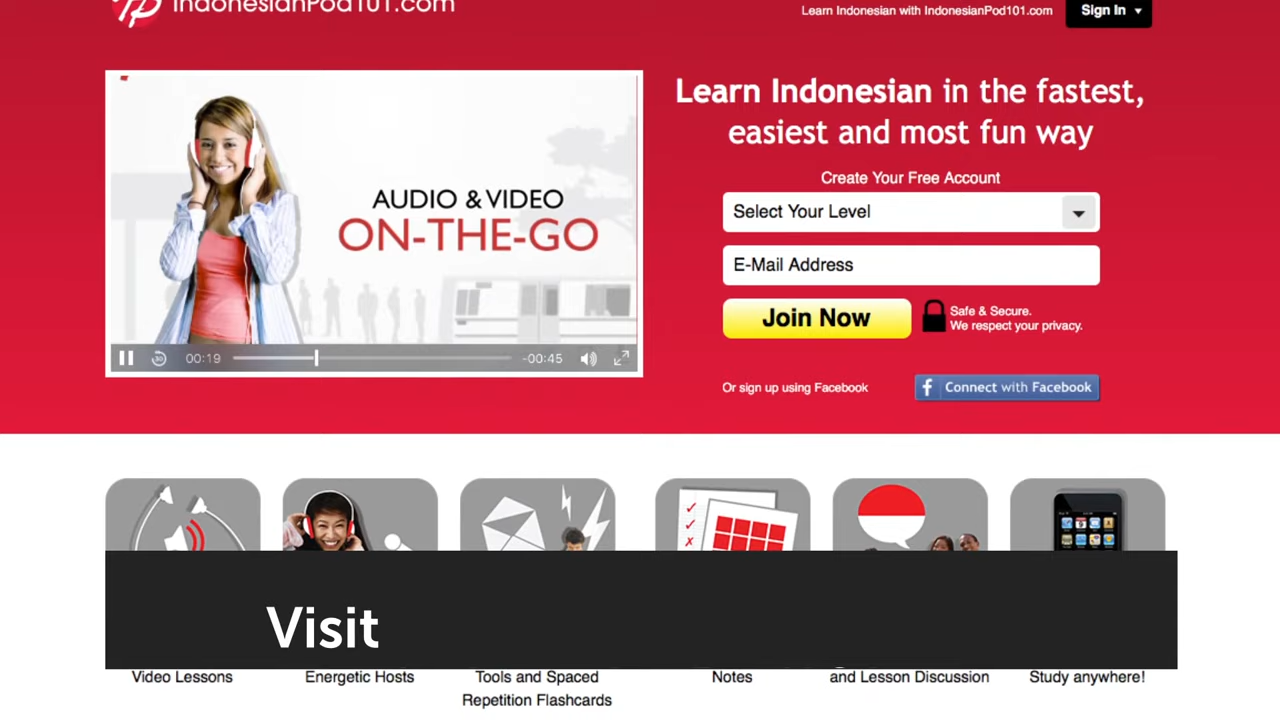 IndonesianPod101.com
Learn Indonesian with IndonesianPod101.com
Sign In
AUDIO & VIDEO
ON-THE-GO
00:19
-00:45
Learn Indonesian in the fastest,
easiest and most fun way
Create Your Free Account
Select Your Level
E-Mail Address
Join Now
Safe & Secure.
We respect your privacy.
Or sign up using Facebook
f Connect with Facebook
Visit
Video Lessons
Energetic Hosts
Tools and Spaced
Repetition Flashcards
Notes
and Lesson Discussion
Study anywhere!